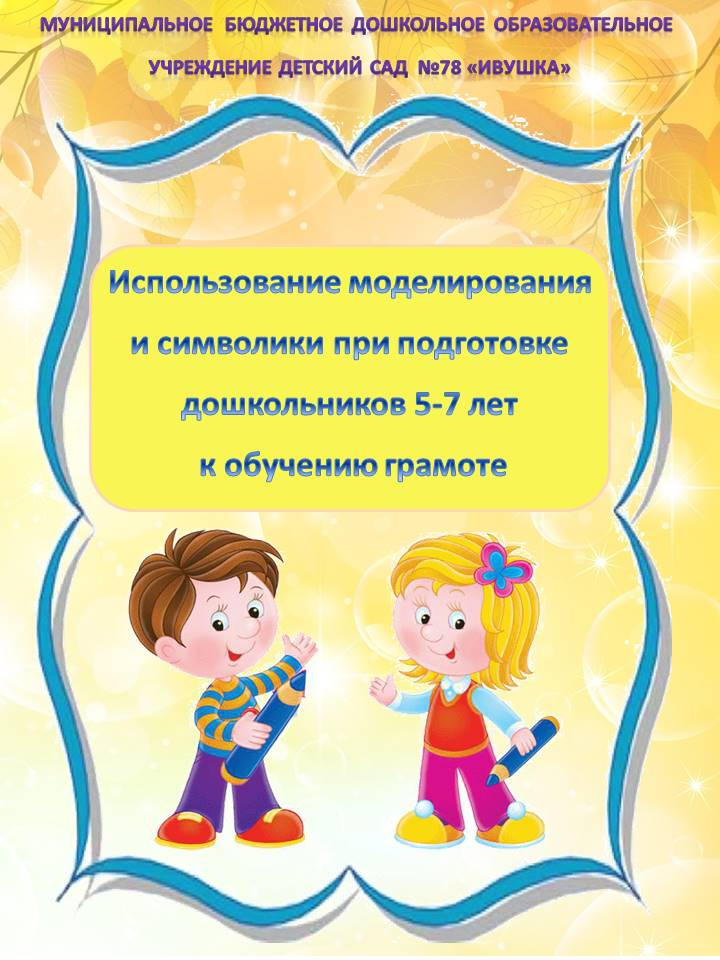 МУНИЦИПАЛЬНОЕ БЮДЖЕТНОЕ ДОШКОЛЬНОЕ ОБРАЗОВАТЕЛЬНОЕ
УЧРЕЖДЕНИЕ ДЕТСКИЙ САД №78 «ИВУШКА»
Использование моделирования
и символики при подготовке
дошкольников 5-7 лет
к обучению грамоте